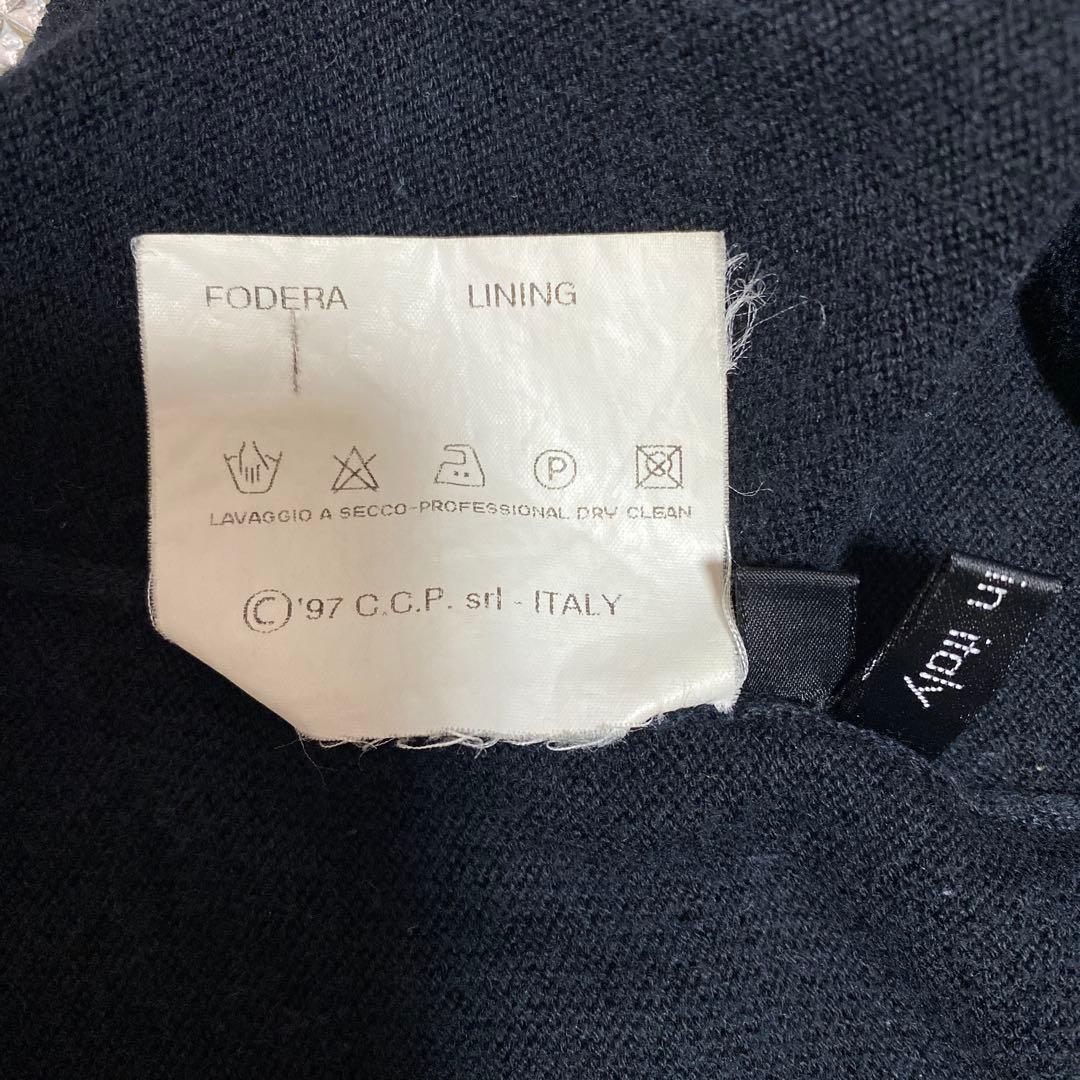 FODERA LINING
P
LAVAGGIO A SECCO-PROFESSIONAL DRY CLEAN
©'97 C.C.P. srl - ITALY
in italy